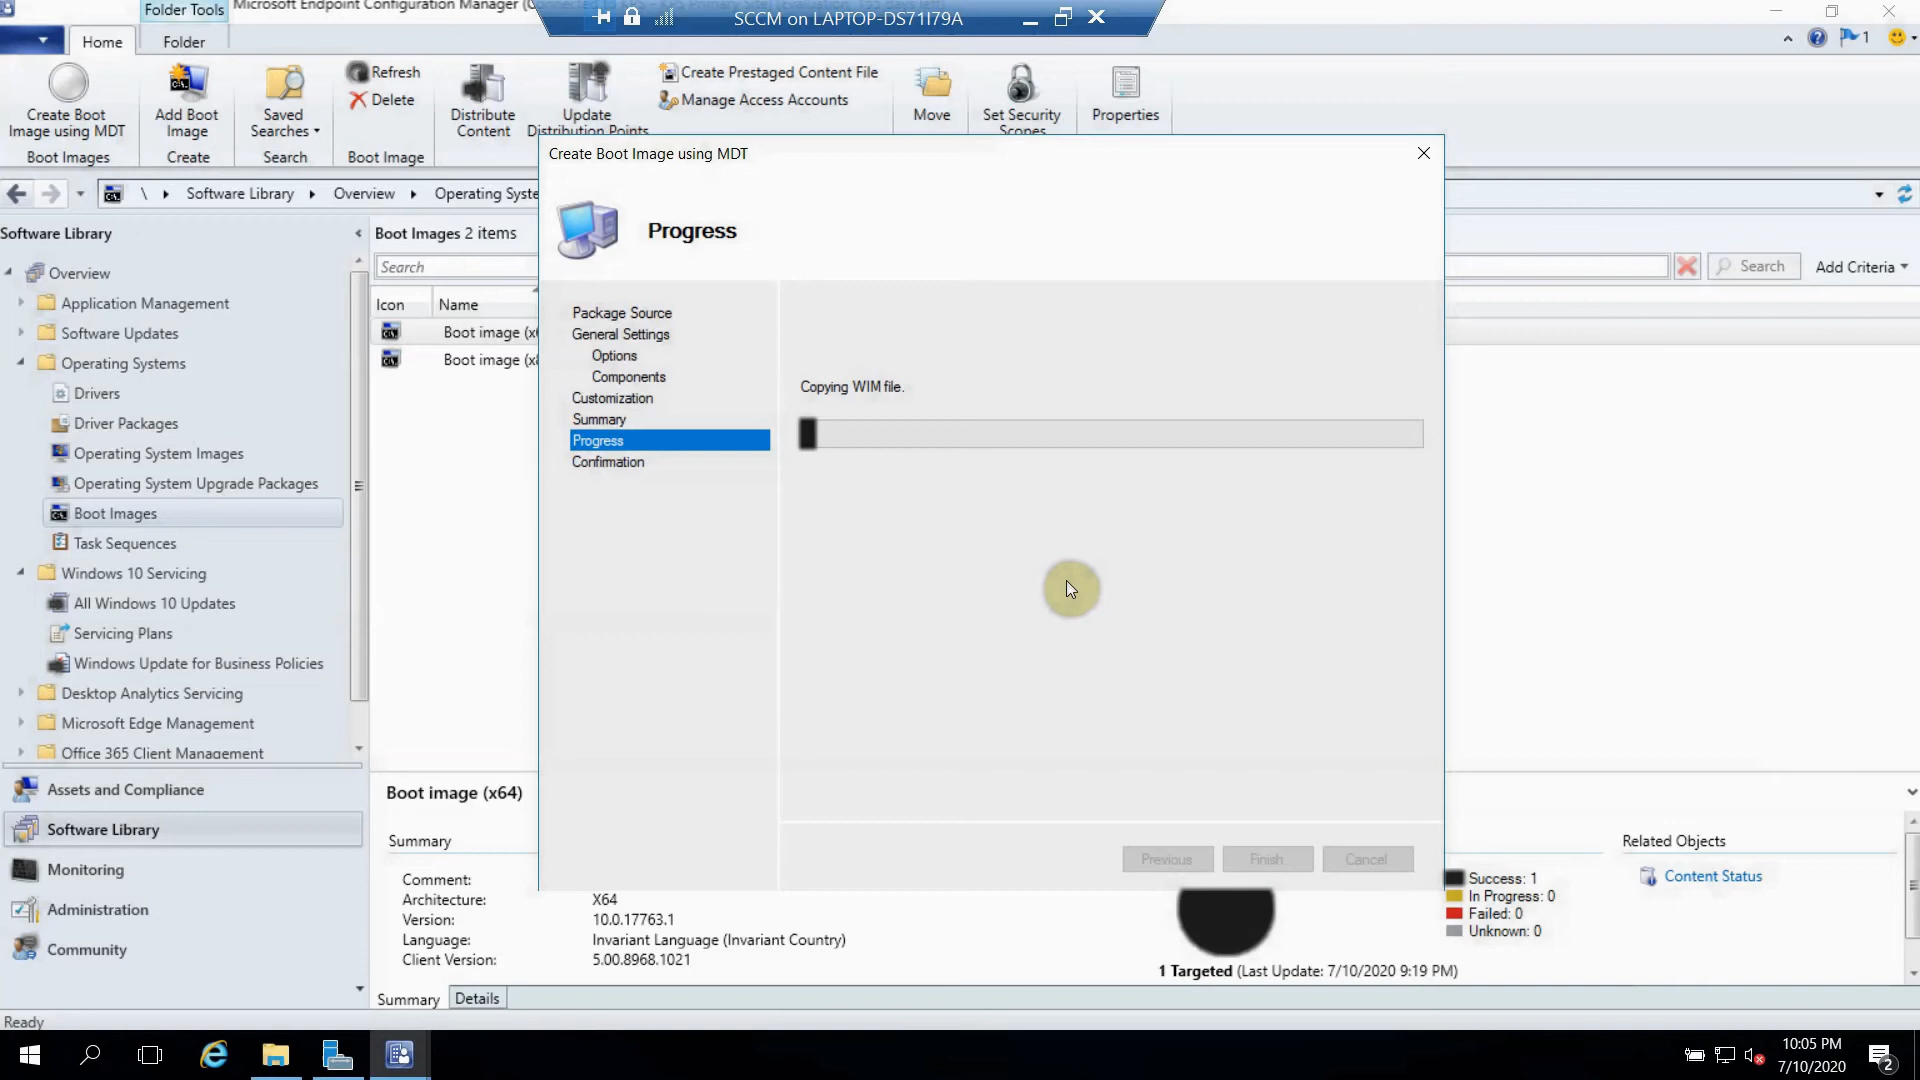 Folder Tools
Microsoft Endpoint Configuration Manager
SCCM on LAPTOP-DS71I79A
Home
Folder
1
Create Boot
Image using MDT
Add Boot
Image
Saved
Searches
Refresh
Delete
Distribute
Content
Update
Distribution Points
Create Prestaged Content File
Manage Access Accounts
Move
Set Security
Scopes
Properties
Boot Images
Create
Search
Boot Image
Create Boot Image using MDT
\ Software Library Overview Operating Syste
Software Library
Overview
Application Management
Software Updates
Operating Systems
Drivers
Driver Packages
Operating System Images
Operating System Upgrade Packages
Boot Images
Task Sequences
Windows 10 Servicing
All Windows 10 Updates
Servicing Plans
Windows Update for Business Policies
Desktop Analytics Servicing
Microsoft Edge Management
Office 365 Client Management
Assets and Compliance
Software Library
Monitoring
Administration
Community
Boot Images 2 items
Search
Search
Add Criteria
Icon Name
Boot image (x6
Boot image (x8
Progress
Package Source
General Settings
Options
Components
Customization
Summary
Progress
Confirmation
Copying WIM file.
Previous
Finish
Cancel
Boot image (x64)
Summary
Comment:
Architecture: X64
Version: 10.0.17763.1
Language: Invariant Language (Invariant Country)
Client Version: 5.00.8968.1021
Success: 1
In Progress: 0
Failed: 0
Unknown: 0
1 Targeted (Last Update: 7/10/2020 9:19 PM)
Related Objects
Content Status
Summary Details
Ready
10:05 PM
7/10/2020
2